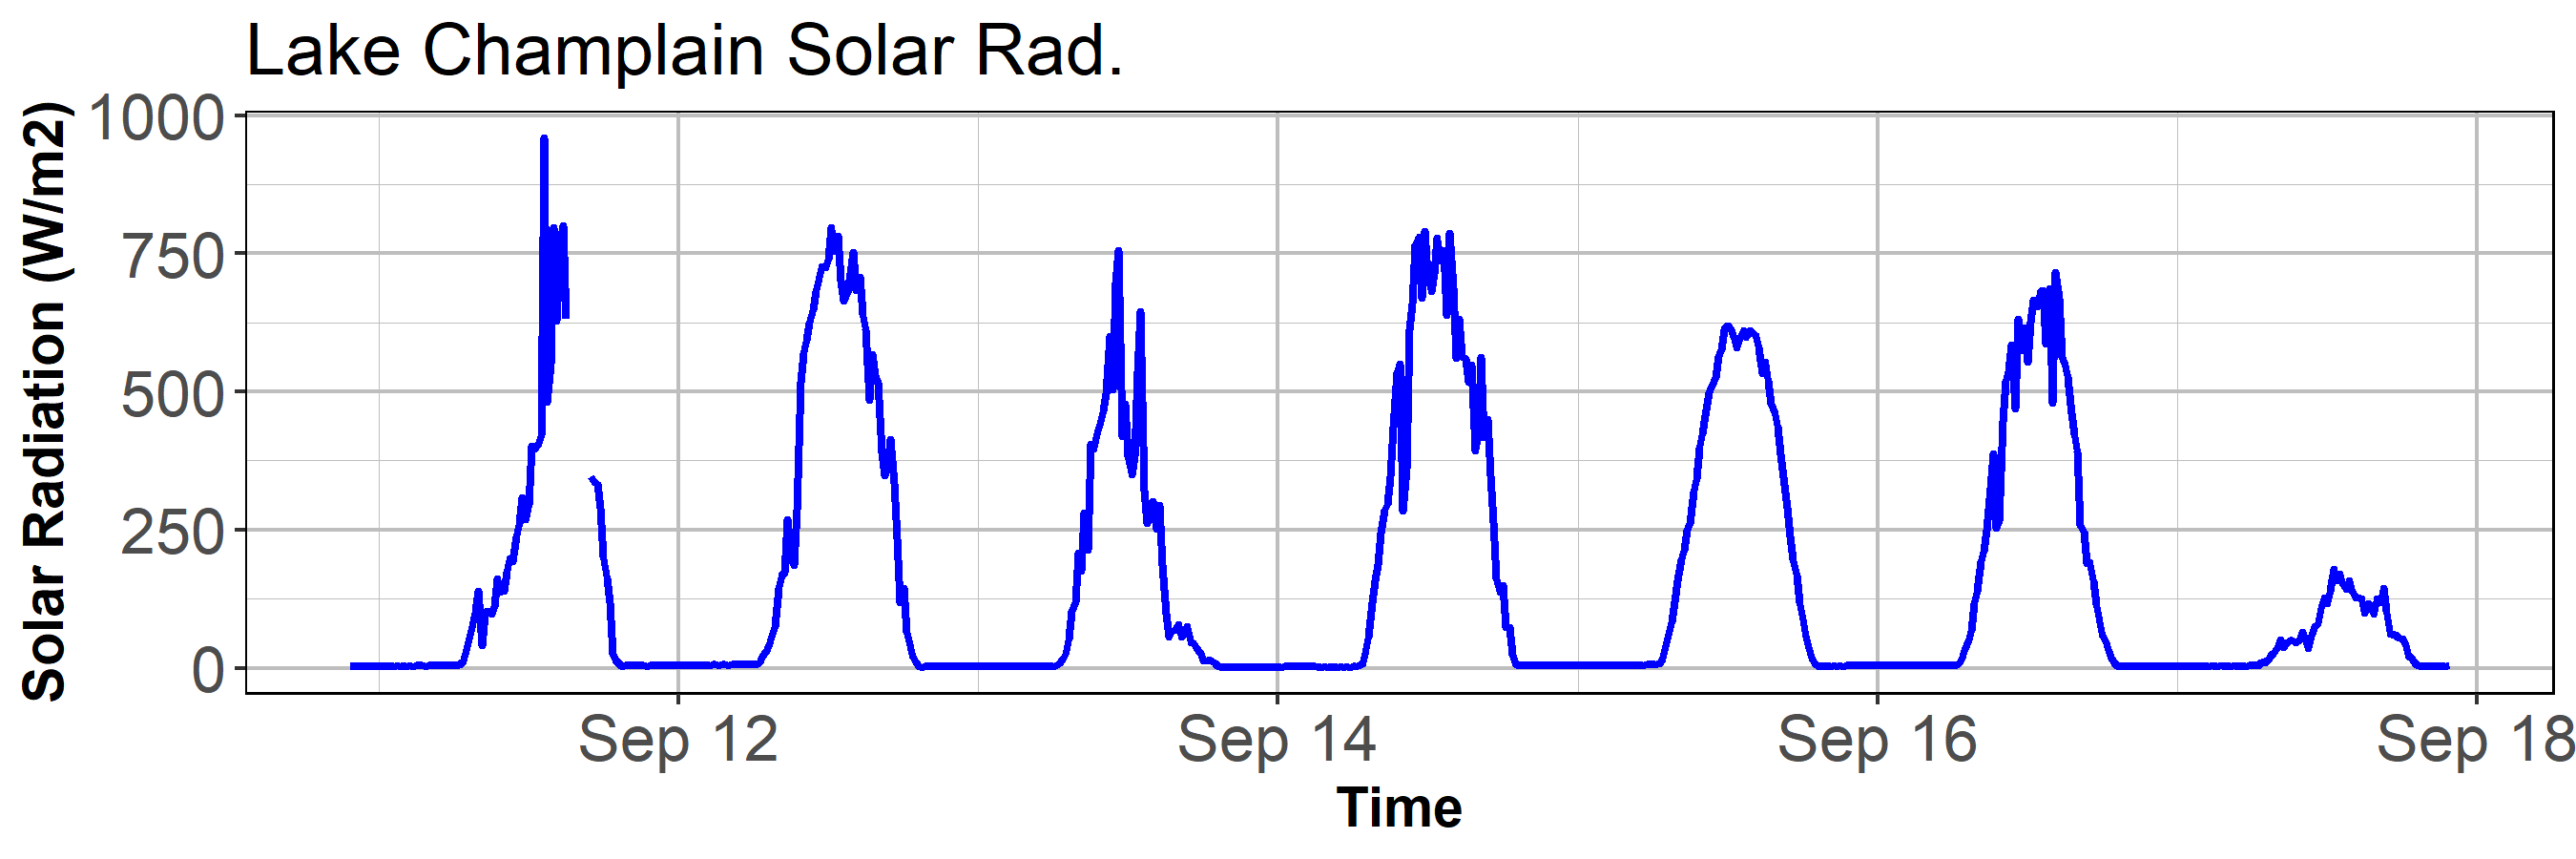 Lake Champlain Solar Rad.
Solar Radiation (W/m2)
1000
750
500
250
0
Sep 12 Sep 14 Sep 16 Sep 18
Time